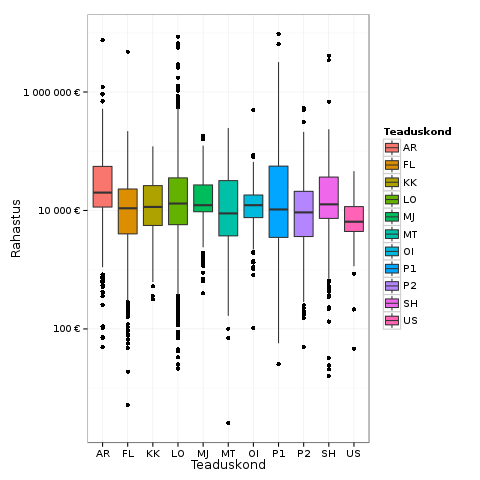 1 000 000 €
10 000 €
100 €
Rahastus
AR FL KK LO MJ MT OI P1 P2 SH US
Teaduskond
Teaduskond
AR
FL
KK
LO
MJ
MT
OI
P1
P2
SH
US